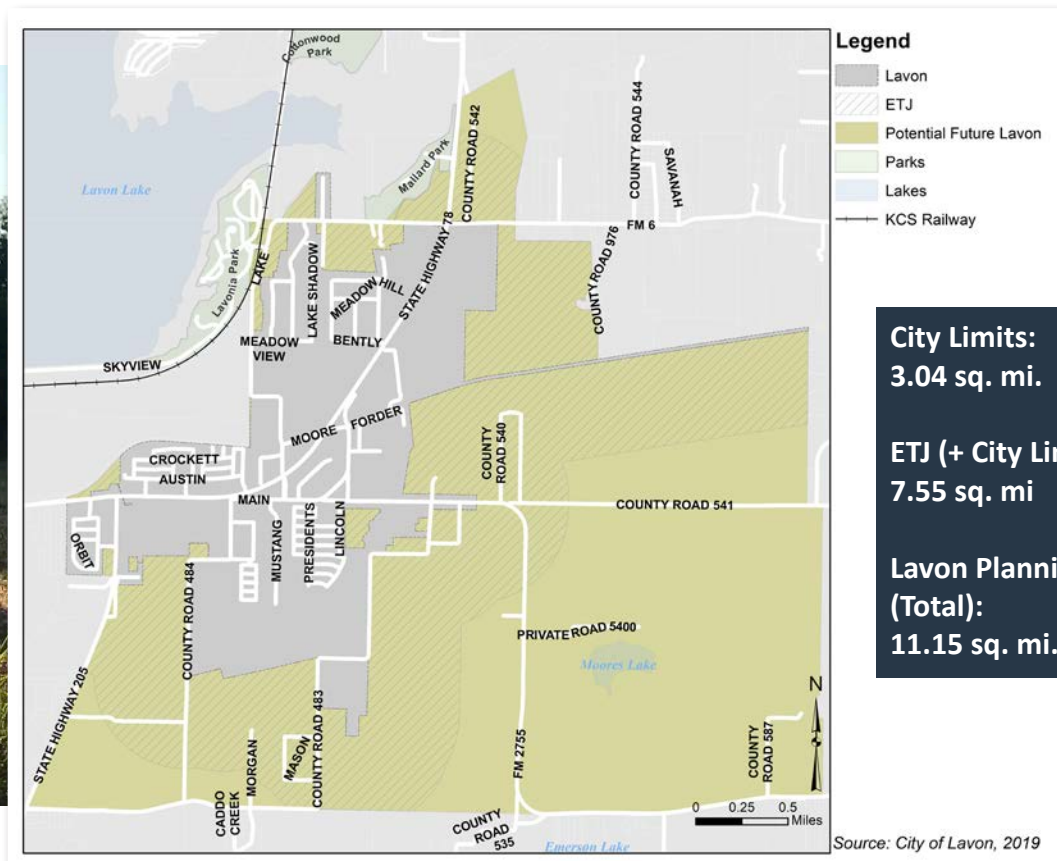 Cottonwood
Park
Lavon Lake
Mallard Park
COUNTY ROAD 542
COUNTY ROAD 544
SAVANAH
FM 6
STATE HIGHWAY 78
COUNTY ROAD 976
Lavonia Park
LAKE
LAKE SHADOW
MEADOW HILL
MEADOW
VIEW
BENTLY
SKYVIEW
MOORE
FORDER
CROCKETT
AUSTIN
MAIN
COUNTY
ROAD 540
COUNTY ROAD 541
ORBIT
MUSTANG
PRESIDENTS
LINCOLN
COUNTY ROAD 484
PRIVATE ROAD 5400
Moores Lake
STATE HIGHWAY 205
MORGAN
MASON
COUNTY ROAD 483
FM 2755
COUNTY
ROAD 587
CADDO
CREEK
COUNTY
ROAD
535
Emerson Lake
N
0 0.25 0.5
Miles
Legend
Lavon
ETJ
Potential Future Lavon
Parks
Lakes
KCS Railway
City Limits:
3.04 sq. mi.
ETJ (+ City Li
7.55 sq. mi
Lavon Planni
(Total):
11.15 sq. mi.
Source: City of Lavon, 2019